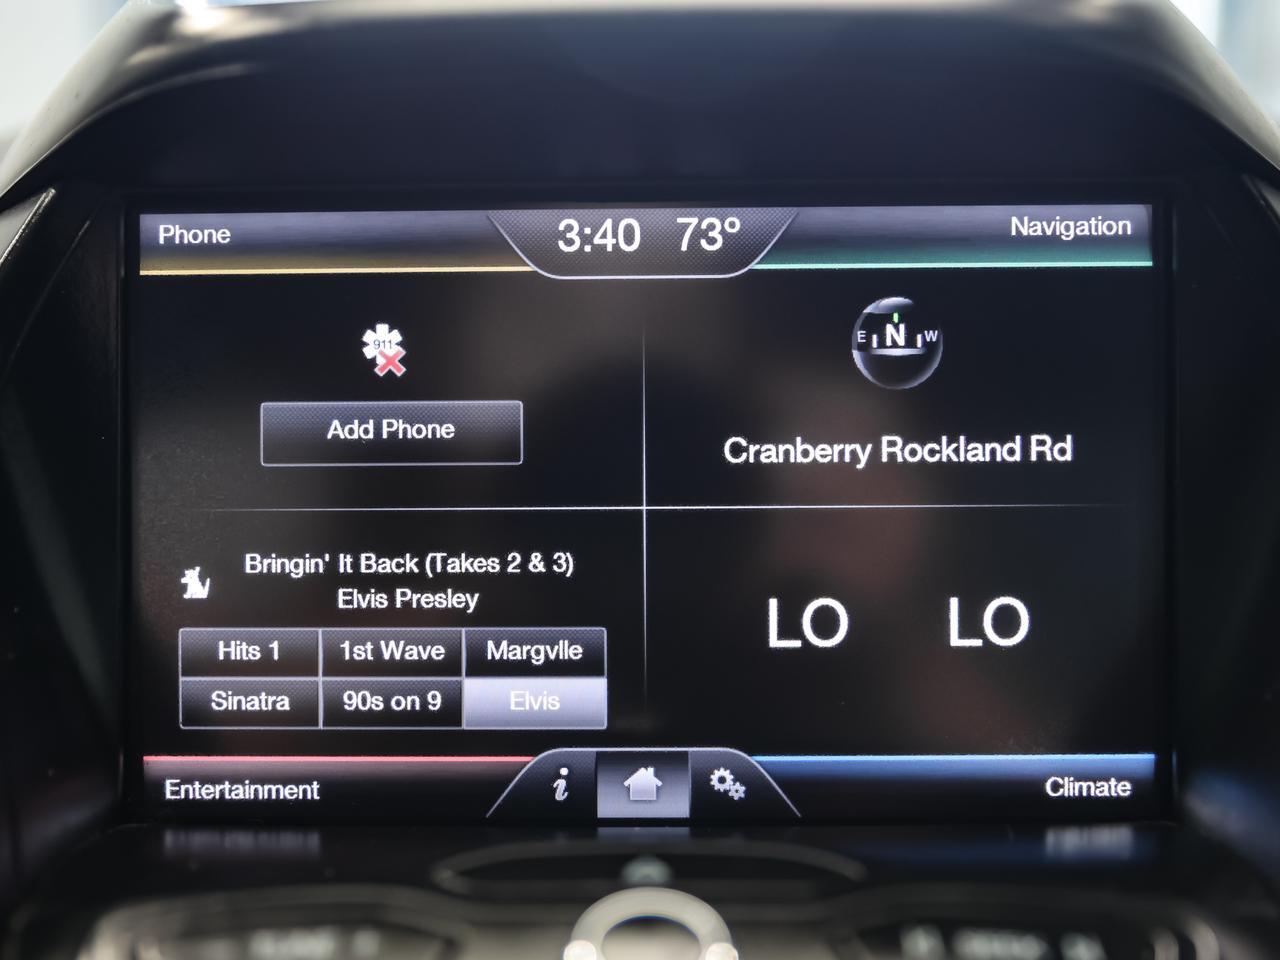 Phone
3:40 73º
Navigation
911
Add Phone
E N W
Cranberry Rockland Rd
Bringin' It Back (Takes 2 & 3)
Elvis Presley
Hits 1 1st Wave Margvlle
Sinatra 90s on 9 Elvis
LO LO
Entertainment
i
Climate